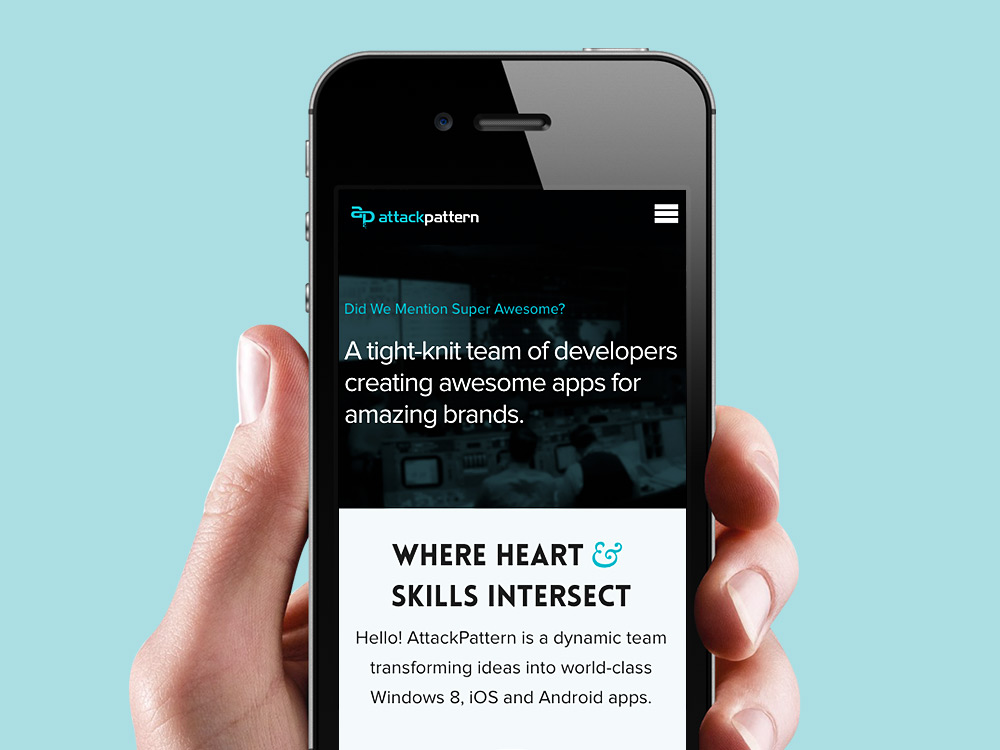 ap attackpattern
Did We Mention Super Awesome?
A tight-knit team of developers
creating awesome apps for
amazing brands.
WHERE HEART &
SKILLS INTERSECT
Hello! AttackPattern is a dynamic team
transforming ideas into world-class
Windows 8, iOS and Android apps.